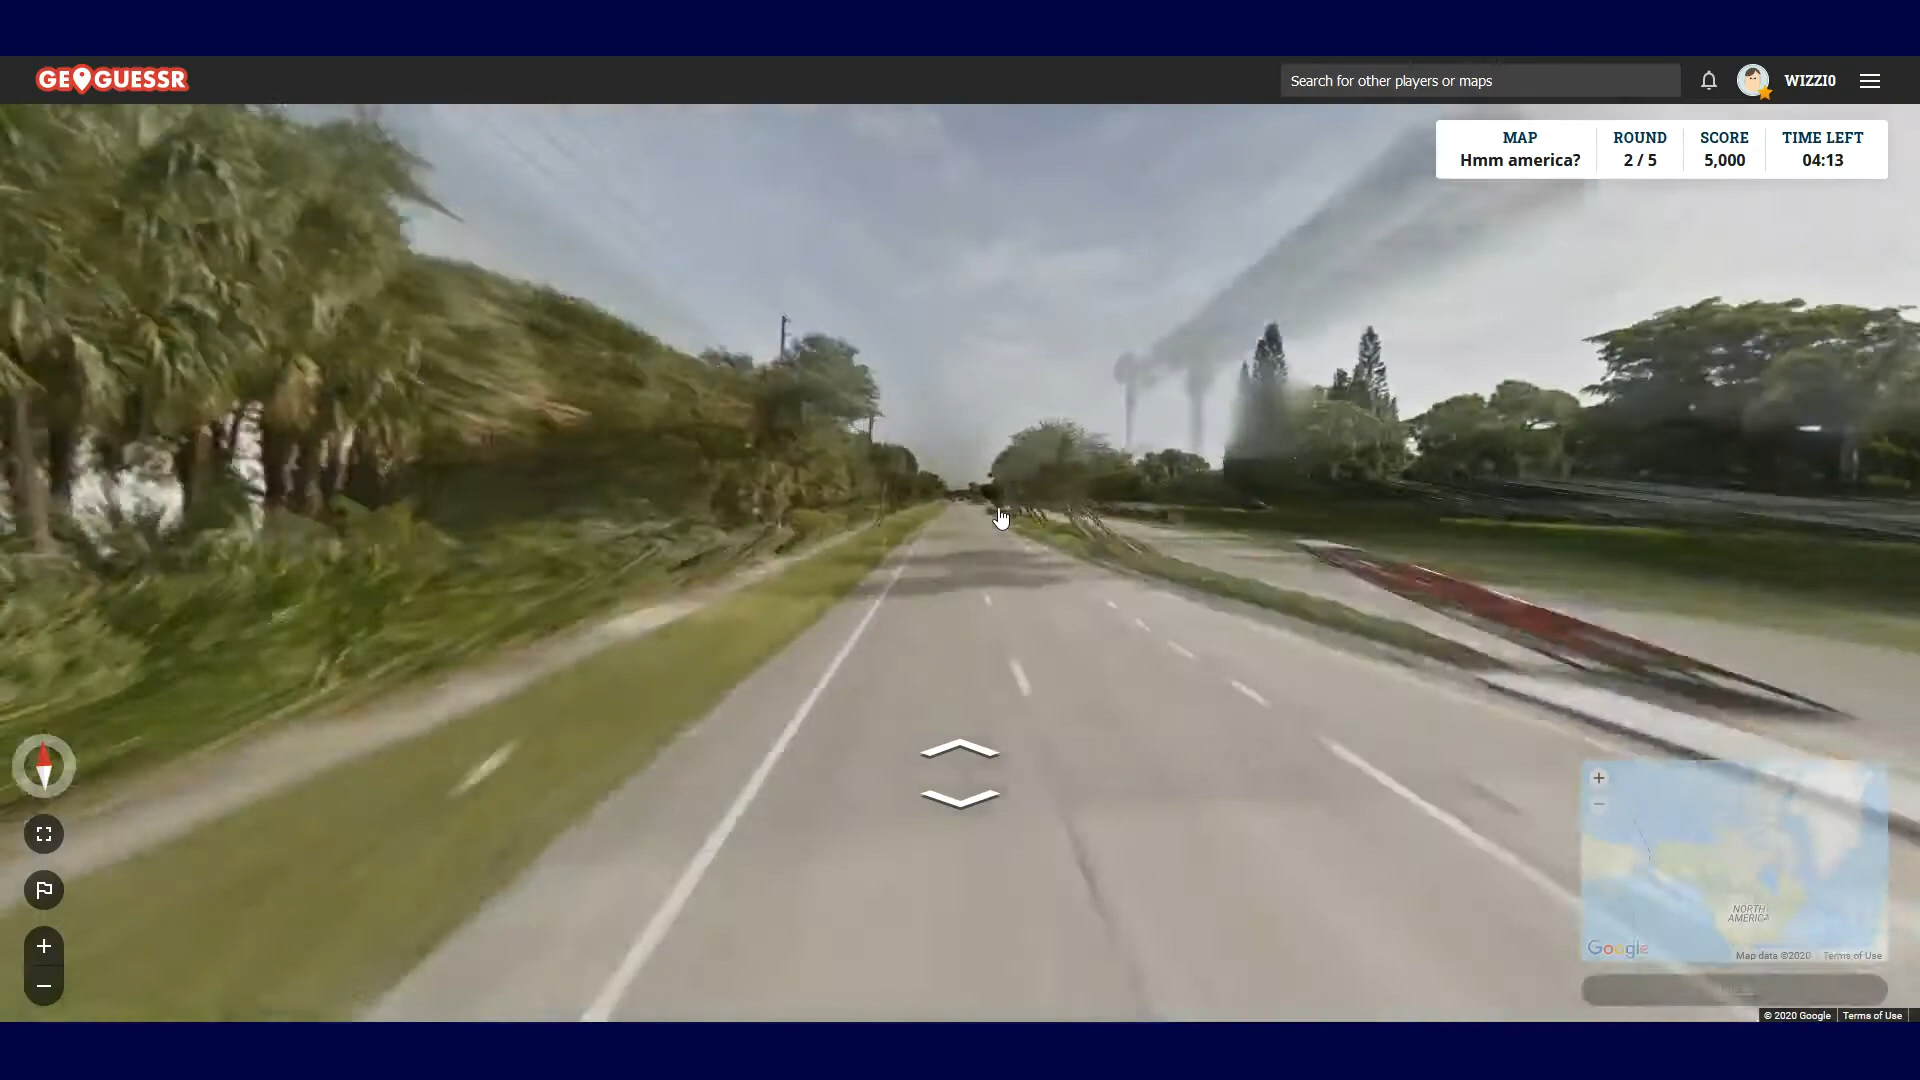 GEOGUESSR
Search for other players or maps
WIZZI0
MAP
Hmm america?
ROUND
2 / 5
SCORE
5,000
TIME LEFT
04:13
NORTH
AMERICA
Google
Map data ©2020
Terms of Use
© 2020 Google
Terms of Use